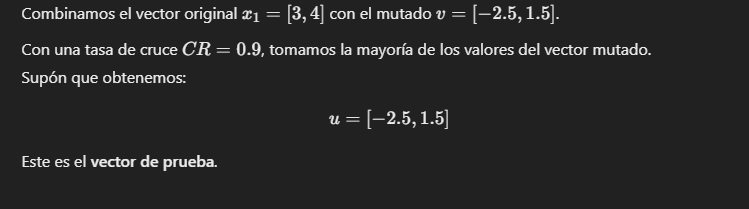 Combinamos el vector original x₁ = [3, 4] con el mutado v = [−2.5, 1.5].
Con una tasa de cruce CR = 0.9, tomamos la mayoría de los valores del vector mutado.
Supón que obtenemos:
u = [−2.5, 1.5]
Este es el vector de prueba.